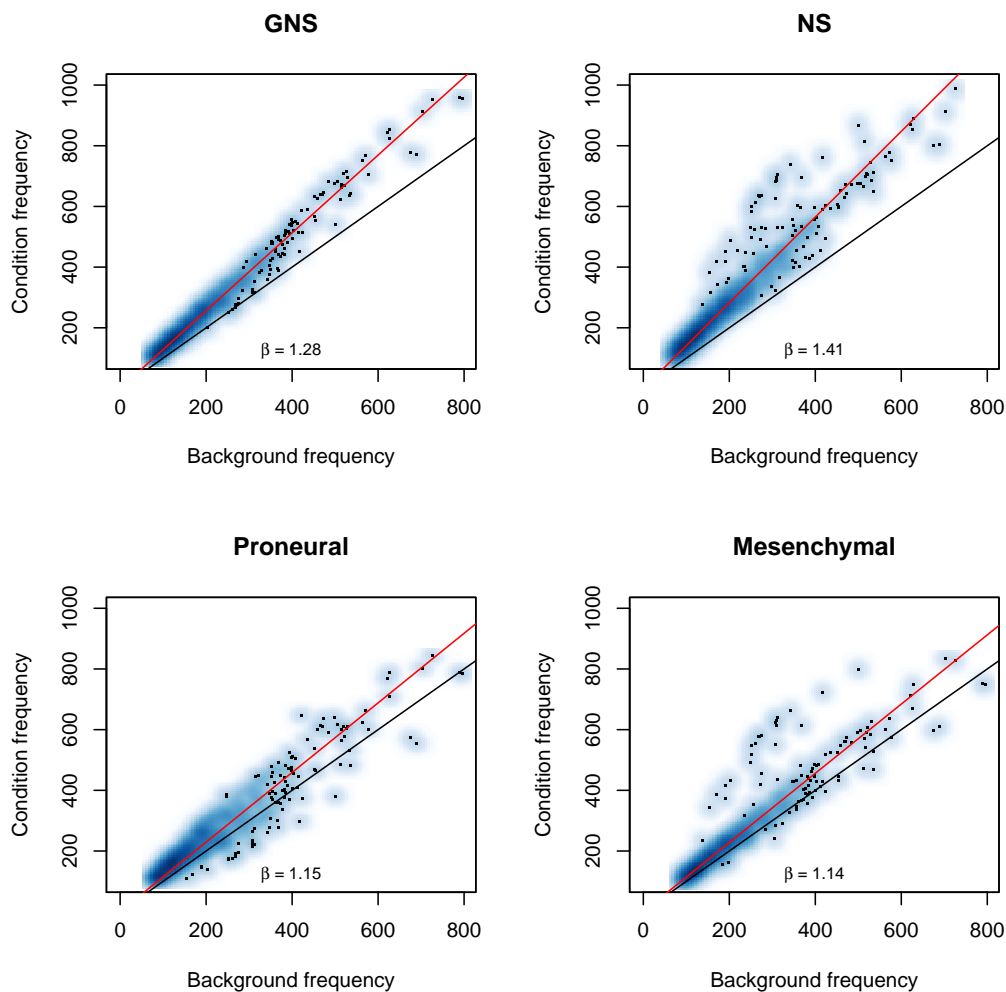 GNS
Condition frequency
200 400 600 800 1000
β = 1.28
0 200 400 600 800
Background frequency
NS
Condition frequency
200 400 600 800 1000
β = 1.41
0 200 400 600 800
Background frequency
Proneural
Condition frequency
200 400 600 800 1000
β = 1.15
0 200 400 600 800
Background frequency
Mesenchymal
Condition frequency
200 400 600 800 1000
β = 1.14
0 200 400 600 800
Background frequency